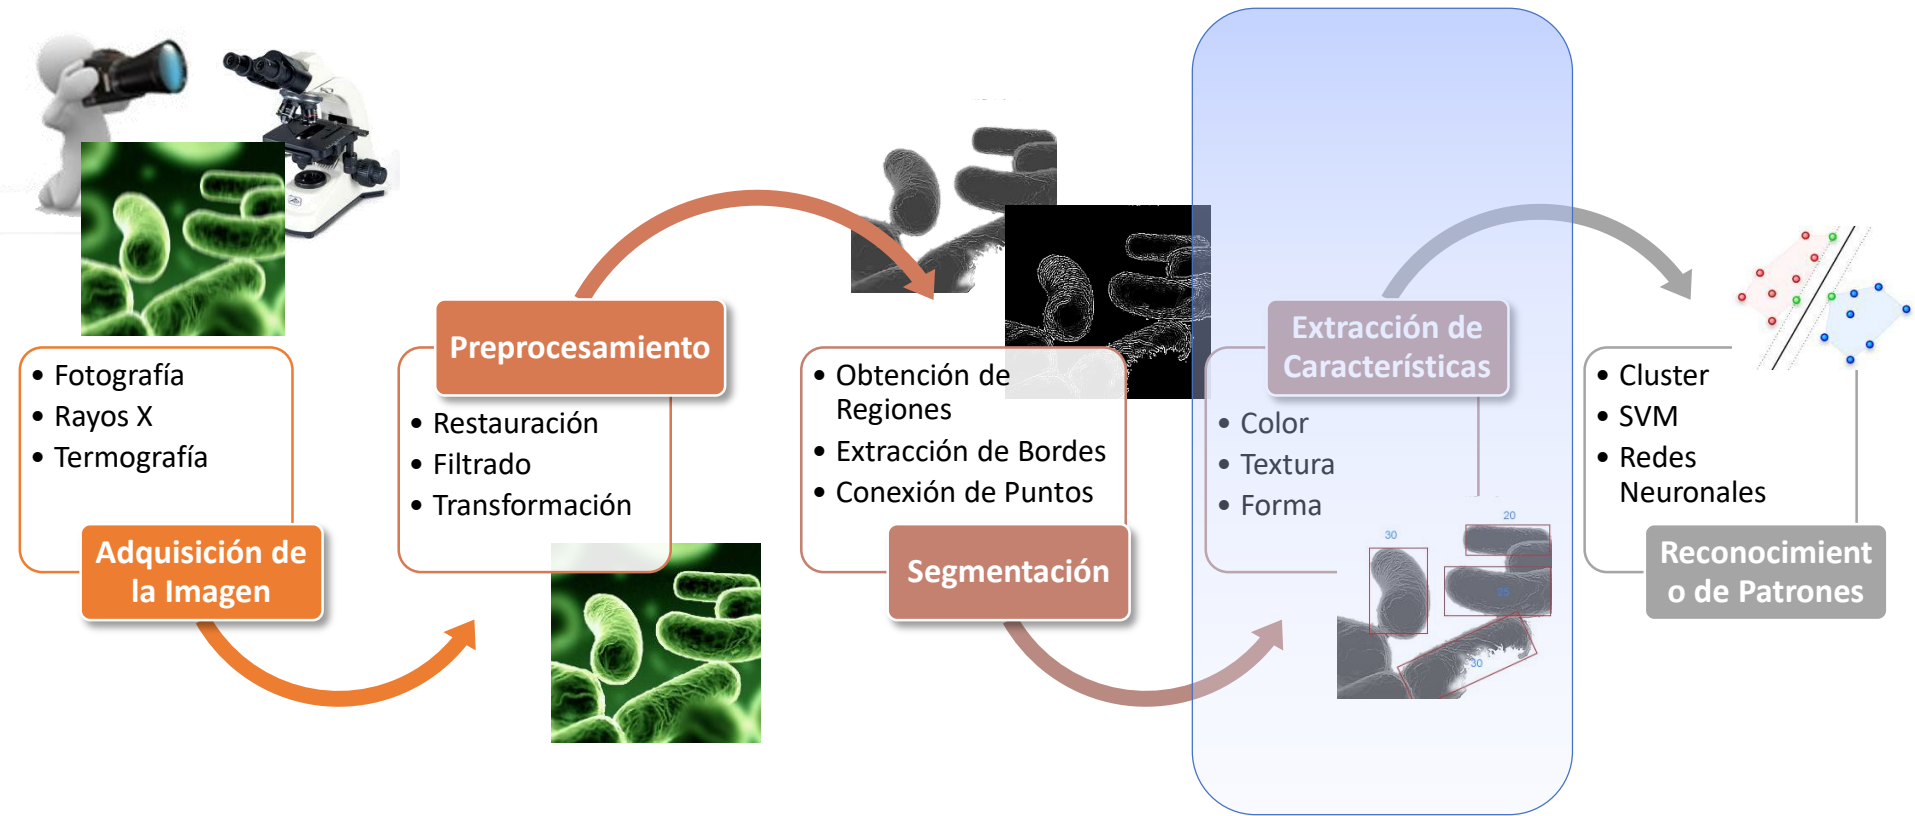 • Fotografía
• Rayos X
• Termografía
Adquisición de
la Imagen
Preprocesamiento
• Restauración
• Filtrado
• Transformación
• Obtención de
Regiones
• Extracción de Bordes
• Conexión de Puntos
Segmentación
Extracción de
Características
• Color
• Textura
• Forma
20
30
25
30
• Cluster
• SVM
• Redes
Neuronales
Reconocimient
o de Patrones